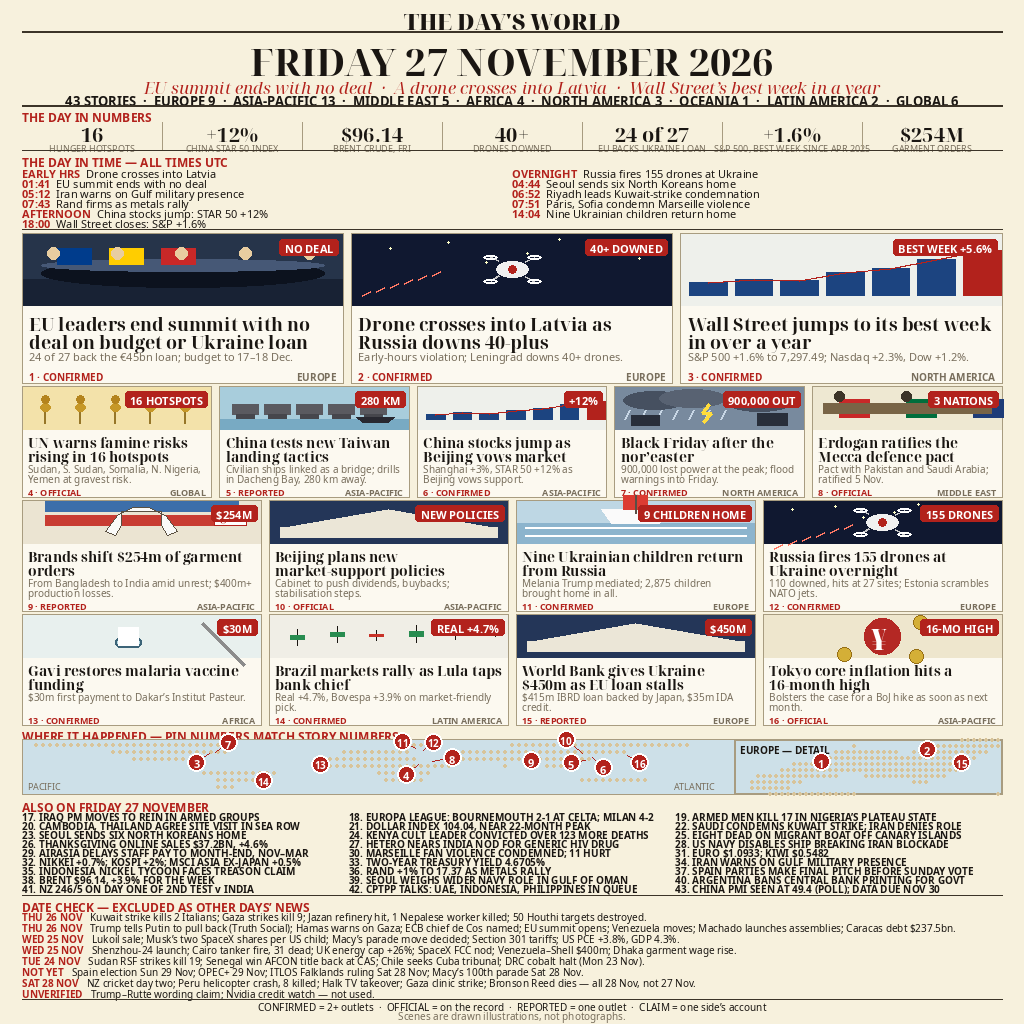 THE DAY'S WORLD
FRIDAY 27 NOVEMBER 2026
EU summit ends with no deal · A drone crosses into Latvia · Wall Street's best week in a year
43 STORIES · EUROPE 9 · ASIA-PACIFIC 13 · MIDDLE EAST 5 · AFRICA 4 · NORTH AMERICA 3 · OCEANIA 1 · LATIN AMERICA 2 · GLOBAL 6
THE DAY IN NUMBERS
16
HUNGER HOTSPOTS
+12%
CHINA STAR 50 INDEX
$96.14
BRENT CRUDE, FRI
40+
DRONES DOWNED
24 of 27
EU BACKS UKRAINE LOAN
+1.6%
S&P 500, BEST WEEK SINCE APR 2025
$254M
GARMENT ORDERS
THE DAY IN TIME — ALL TIMES UTC
EARLY HRS Drone crosses into Latvia
OVERNIGHT Russia fires 155 drones at Ukraine
01:41 EU summit ends with no deal
04:44 Seoul sends six North Koreans home
05:12 Iran warns on Gulf military presence
06:52 Riyadh leads Kuwait-strike condemnation
07:43 Rand firms as metals rally
07:51 Paris, Sofia condemn Marseille violence
AFTERNOON China stocks jump: STAR 50 +12%
14:04 Nine Ukrainian children return home
18:00 Wall Street closes: S&P +1.6%
NO DEAL
EU leaders end summit with no
deal on budget or Ukraine loan
24 of 27 back the €45bn loan; budget to 17–18 Dec.
1 · CONFIRMED
EUROPE
40+ DOWNED
Drone crosses into Latvia as
Russia downs 40-plus
Early-hours violation; Leningrad downed 40+ drones.
2 · CONFIRMED
EUROPE
BEST WEEK +5.6%
Wall Street jumps to its best week
in over a year
S&P 500 +1.6% to 7,297.49; Nasdaq +2.3%, Dow +1.2%.
3 · CONFIRMED
NORTH AMERICA
16 HOTSPOTS
UN warns famine risks
rising in 16 hotspots
Sudan, S. Sudan, Somalia, N. Nigeria,
Yemen at gravest risk.
4 · OFFICIAL
GLOBAL
280 KM
China tests new Taiwan
landing tactics
Civilian ships linked as a bridge; drills
in Dacheng Bay, 280 km away.
5 · REPORTED
ASIA-PACIFIC
+12%
China stocks jump as
Beijing vows market
Shanghai +3%, STAR 50 +12% as
Beijing vows support.
6 · CONFIRMED
ASIA-PACIFIC
900,000 OUT
Black Friday after the
nor'easter
900,000 lost power at the peak; flood
warnings into Friday.
7 · CONFIRMED
NORTH AMERICA
3 NATIONS
Erdogan ratifies the
Mecca defence pact
Pact with Pakistan and Saudi Arabia;
ratified 5 Nov.
8 · OFFICIAL
MIDDLE EAST
$254M
Brands shift $254m of garment
orders
From Bangladesh to India amid unrest; $400m+
production losses.
9 · REPORTED
ASIA-PACIFIC
NEW POLICIES
Beijing plans new
market-support policies
Cabinet to push dividends, buybacks;
stabilisation steps.
10 · OFFICIAL
ASIA-PACIFIC
9 CHILDREN HOME
Nine Ukrainian children return
from Russia
Melania Trump mediated; 2,875 children
brought home in all.
11 · CONFIRMED
EUROPE
155 DRONES
Russia fires 155 drones at
Ukraine overnight
110 downed, hits at 27 sites; Estonia scrambles
NATO jets.
12 · CONFIRMED
EUROPE
$30M
Gavi restores malaria vaccine
funding
$30m first payment to Dakar's Institut Pasteur.
13 · CONFIRMED
AFRICA
REAL +4.7%
Brazil markets rally as Lula taps
bank chief
Real +4.7%, Bovespa +3.9% on market-friendly
pick.
14 · CONFIRMED
LATIN AMERICA
$450M
World Bank gives Ukraine
$450m as EU loan stalls
$415m IBRD loan backed by Japan, $35m IDA
credit.
15 · REPORTED
EUROPE
¥
16-MO HIGH
Tokyo core inflation hits a
16-month high
Bolsters the case for a BoJ hike as soon as next
month.
16 · OFFICIAL
ASIA-PACIFIC
WHERE IT HAPPENED — PIN NUMBERS MATCH STORY NUMBERS
7
11
12
10
3
13
14
4
8
9
5
6
16
PACIFIC
ATLANTIC
EUROPE — DETAIL
1
2
15
ALSO ON FRIDAY 27 NOVEMBER
17. IRAQ PM MOVES TO REIN IN ARMED GROUPS
18. EUROPA LEAGUE: BOURNEMOUTH 2-1 AT CELTA; MILAN 4-2
19. ARMED MEN KILL 17 IN NIGERIA'S PLATEAU STATE
20. CAMBODIA, THAILAND AGREE SITE VISIT IN SEA ROW
21. DOLLAR INDEX 104.04, NEAR 22-MONTH PEAK
22. SAUDI CONDEMNS KUWAIT STRIKE; IRAN DENIES ROLE
23. SEOUL SENDS SIX NORTH KOREANS HOME
24. KENYA CULT LEADER CONVICTED OVER 123 MORE DEATHS
25. EIGHT DEAD ON MIGRANT BOAT OFF CANARY ISLANDS
26. THANKSGIVING ONLINE SALES $37.2BN, +4.6%
27. HETERO NEARS INDIA NOD FOR GENERIC HIV DRUG
28. US NAVY DISABLES SHIP BREAKING IRAN BLOCKADE
29. AIRASIA DELAYS STAFF PAY TO MONTH-END, NOV–MAR
30. MARSEILLE FAN VIOLENCE CONDEMNED; 11 HURT
31. EURO $1.0933; KIWI $0.5482
32. NIKKEI +0.7%; KOSPI +2%; MSCI ASIA EX-JAPAN +0.5%
33. TWO-YEAR TREASURY YIELD 4.6705%
34. IRAN WARNS ON GULF MILITARY PRESENCE
35. INDONESIA NICKEL TYCOON FACES TREASON CLAIM
36. RAND +1% TO 17.37 AS METALS RALLY
37. SPAIN PARTIES MAKE FINAL PITCH BEFORE SUNDAY VOTE
38. BRENT $96.14, +3.9% FOR THE WEEK
39. SEOUL WEIGHS WIDER NAVY ROLE IN GULF OF OMAN
40. ARGENTINA BANS CENTRAL BANK PRINTING FOR GOVT
41. NZ 246/5 ON DAY ONE OF 2ND TEST v INDIA
42. CPTPP TALKS: UAE, INDONESIA, PHILIPPINES IN QUEUE
43. CHINA PMI SEEN AT 49.4 (POLL); DATA DUE NOV 30
DATE CHECK — EXCLUDED AS OTHER DAYS' NEWS
THU 26 NOV Kuwait strike kills 2 Italians; Gaza strikes kill 9; Jazan refinery hit, 1 Nepalese worker killed; 50 Houthi targets destroyed.
THU 26 NOV Trump tells Putin to pull back(Truth Social); Hamas warns on Gaza; ECB chief de Cos named; EU summit opens; Venezuela moves; Machado launches assemblies; Caracas debt $237.5bn.
WED 25 NOV Lukoil sale; Musk's two SpaceX shares per US child; Macy's parade move decided; Section 301 tariffs; US PCE +3.8%, GDP 4.3%.
WED 25 NOV Shenzhou-24 launch; Cairo tanker fire, 31 dead; UK energy cap +26%; SpaceX FCC nod; Venezuela–Shell $400m; Dhaka garment wage rise.
TUE 24 NOV Sudan RSF strikes kill 19; Senegal win AFCON title back at CAS; Chile seeks Cuba tribunal; DRC cobalt halt (Mon 23 Nov).
NOT YET Spain election Sun 29 Nov; OPEC+ 29 Nov; ITLOS Falklands ruling Sat 28 Nov; Macy's 100th parade Sat 28 Nov.
SAT 28 NOV NZ cricket day two; Peru helicopter crash, 8 killed; Halk TV takeover; Gaza clinic strike; Bronson Reed dies — all 28 Nov, not 27 Nov.
UNVERIFIED Trump–Rutte wording claim; Nvidia credit watch — not used.
CONFIRMED = 2+ outlets · OFFICIAL = on the record · REPORTED = one outlet · CLAIM = one side's account
Scenes are drawn illustrations, not photographs.